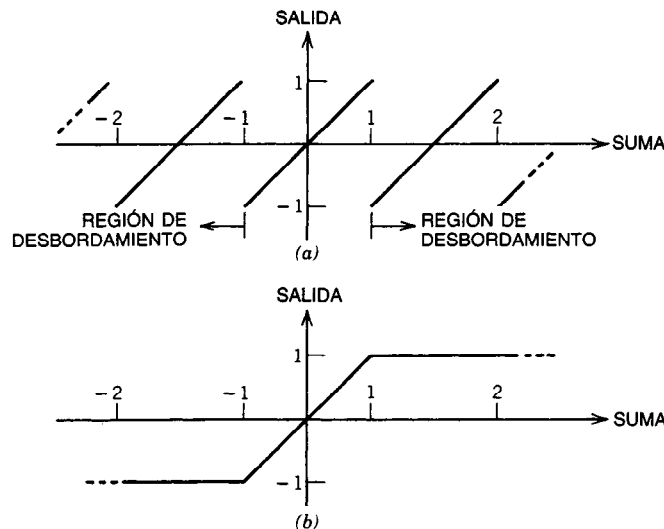 SALIDA
1
-2 -1 1 2
SUMA
-1
REGIÓN DE
DESBORDAMIENTO
REGIÓN DE
DESBORDAMIENTO
(a)
SALIDA
1
-2 -1 1 2
SUMA
-1
(b)